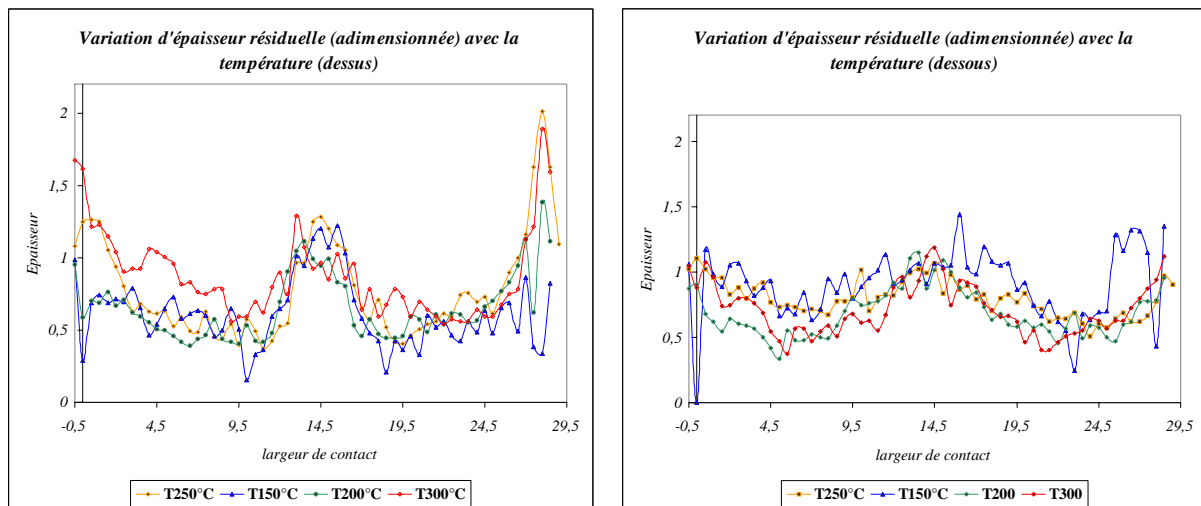 Variation d'épaisseur résiduelle (adimensionnée) avec la
température (dessus)
Epaisseur
2
1,5
1
0,5
0
-0,5 4,5 9,5 14,5 19,5 24,5 29,5
largeur de contact
T250°C T150°C T200°C T300°C
Variation d'épaisseur résiduelle (adimensionnée) avec la
température (dessous)
Epaisseur
2
1,5
1
0,5
0
-0,5 4,5 9,5 14,5 19,5 24,5 29,5
largeur de contact
T250°C T150°C T200 T300